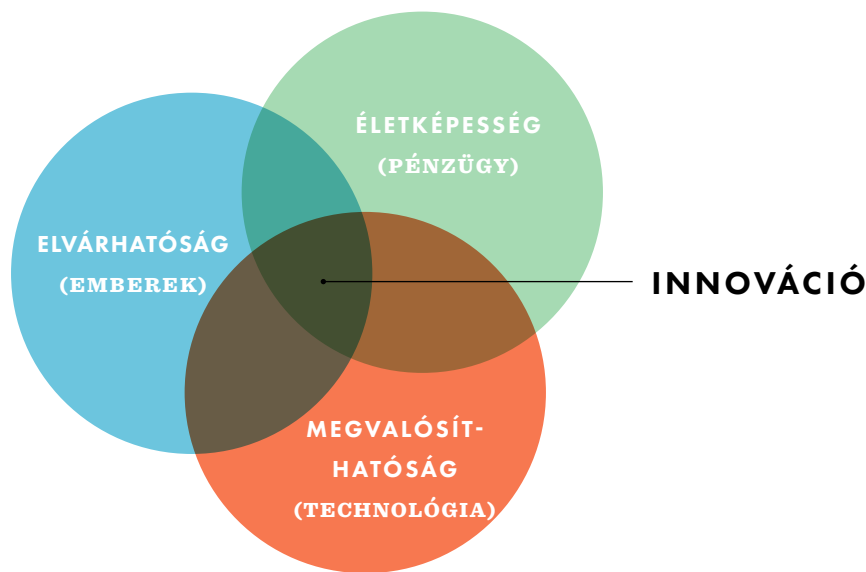 ÉLETKÉPESSÉG
(PÉNZÜGY)
ELVÁRHATÓSÁG
(EMBEREK)
INNOVÁCIÓ
MEGVALÓSÍT-
HATÓSÁG
(TECHNOLÓGIA)